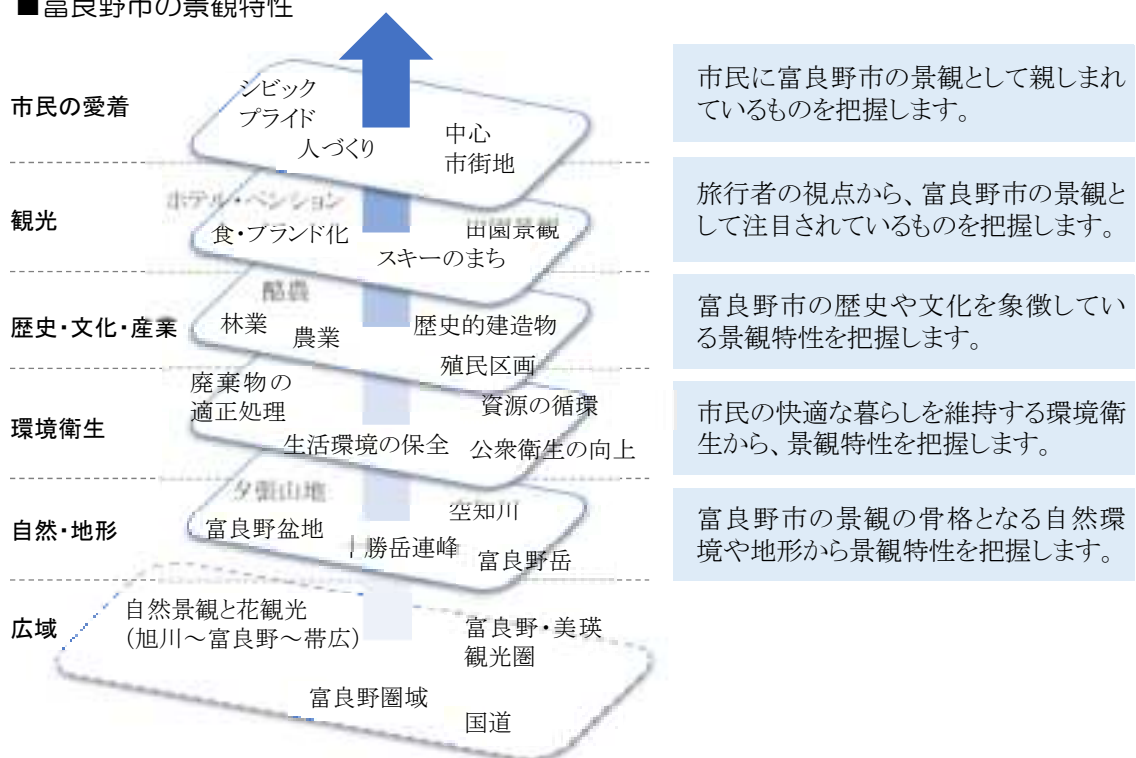 ■富良野市の景観特性
市民の愛着
シビック
プライド
人づくり
中心
市街地
市民に富良野市の景観として親しまれ
ているものを把握します。
観光
ホテル・ペンション
食・ブランド化
田園景観
スキーのまち
旅行者の視点から、富良野市の景観と
して注目されているものを把握します。
歴史・文化・産業
酪農
林業
農業
歴史的建造物
殖民区画
富良野市の歴史や文化を象徴してい
る景観特性を把握します。
環境衛生
廃棄物の
適正処理
資源の循環
生活環境の保全
公衆衛生の向上
市民の快適な暮らしを維持する環境衛
生から、景観特性を把握します。
自然・地形
夕張山地
富良野盆地
空知川
勝岳連峰
富良野岳
富良野市の景観の骨格となる自然環
境や地形から景観特性を把握します。
広域
自然景観と花観光
(旭川～富良野～帯広)
富良野・美瑛
観光圏
富良野圏域
国道